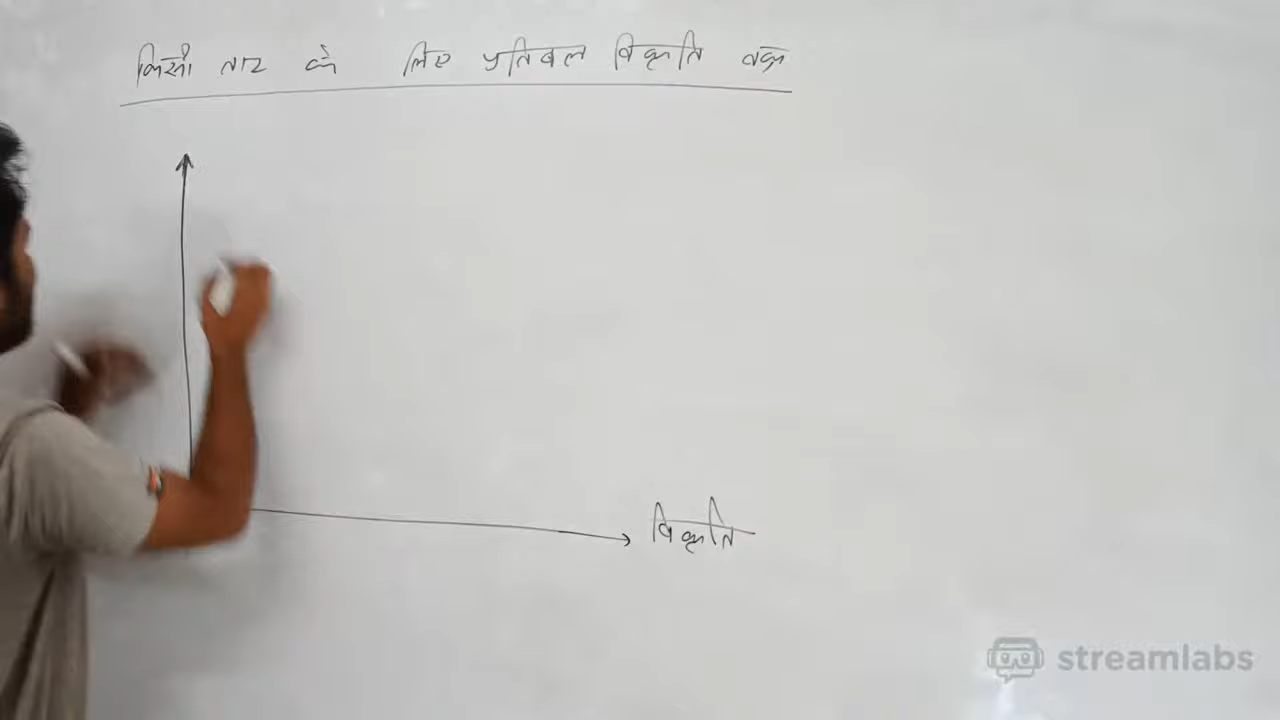 किसी तार के लिए प्रतिबल विकृति वक्र
विकृति
streamlabs